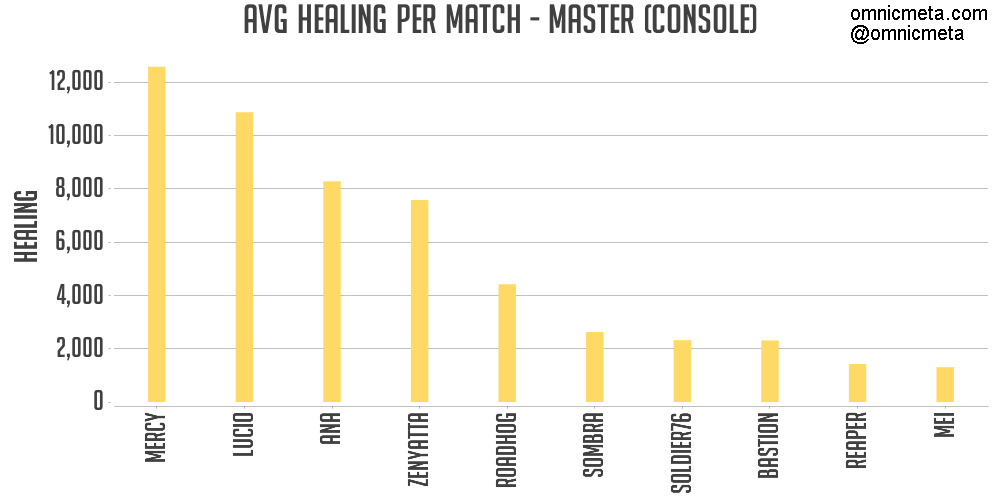 AVG HEALING PER MATCH - MASTER (CONSOLE)
omnicmeta.com
@omnicmeta
HEALING
12,000
10,000
8,000
6,000
4,000
2,000
0
MERCY
LUCIO
ANA
ZENYATTA
ROADHOG
SOMBRA
SOLDIER76
BASTION
REAPER
MEI